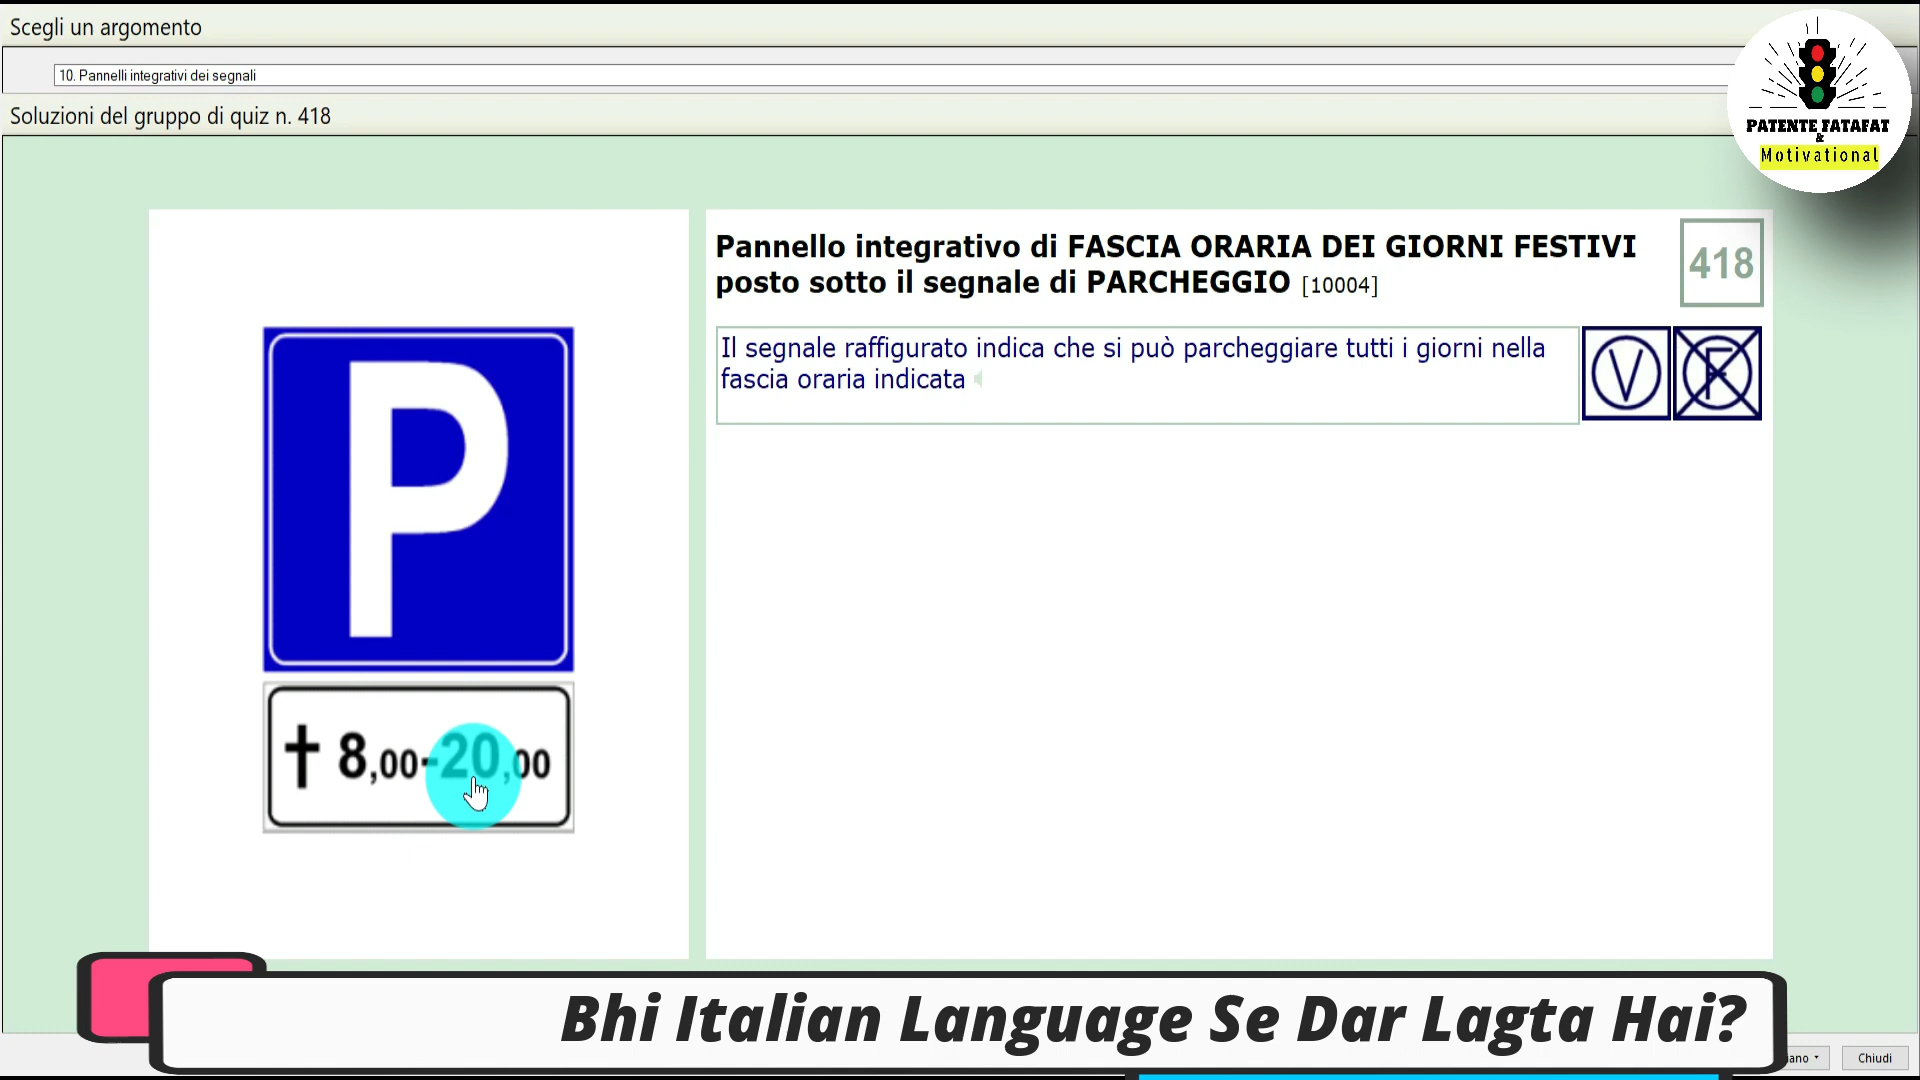 Scegli un argomento
10. Pannelli integrativi dei segnali
Soluzioni del gruppo di quiz n. 418
PATENTE FATAFAT
&
Motivational
Pannello integrativo di FASCIA ORARIA DEI GIORNI FESTIVI
posto sotto il segnale di PARCHEGGIO [10004]
418
Il segnale raffigurato indica che si può parcheggiare tutti i giorni nella
fascia oraria indicata
V F
P
8,00-20,00
Bhi Italian Language Se Dar Lagta Hai?
Chiudi